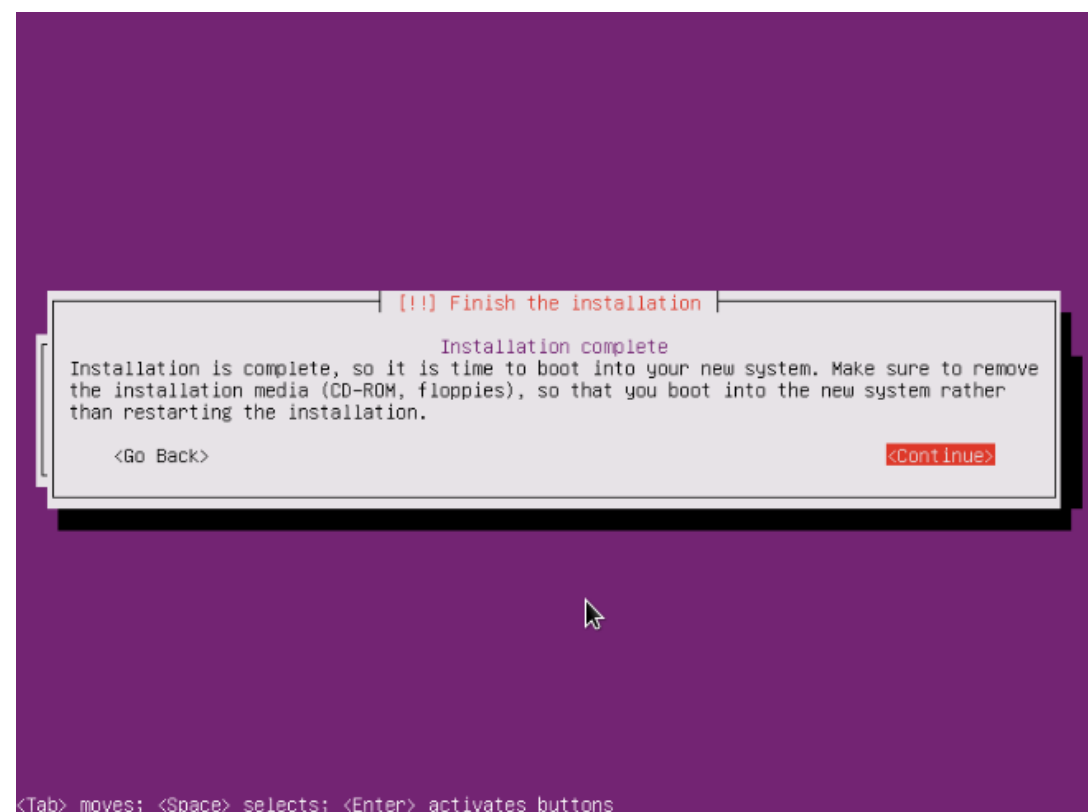 [!!] Finish the installation
Installation complete
Installation is complete, so it is time to boot into your new system. Make sure to remove
the installation media (CD-ROM, floppies), so that you boot into the new system rather
than restarting the installation.
<Go Back> <Continue>
<Tab> moves; <Space> selects; <Enter> activates buttons